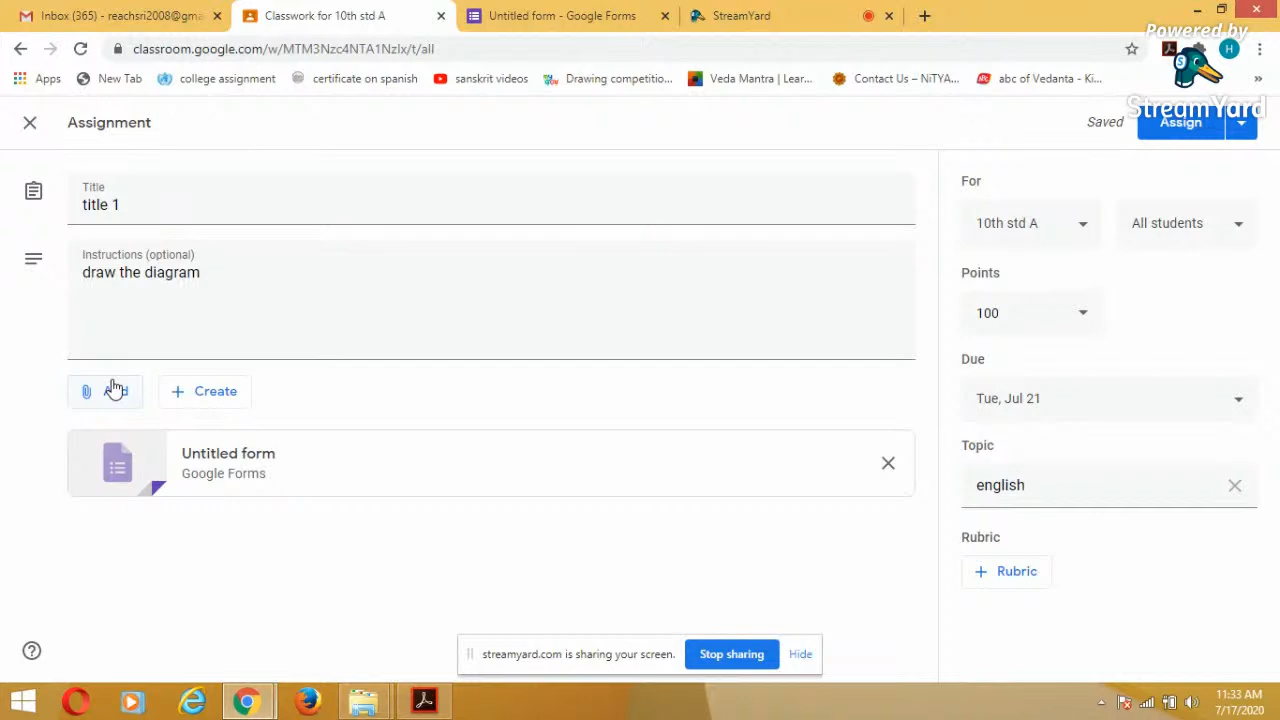 Inbox (365) - reachsri2008@gma
Classwork for 10th std A
Untitled form - Google Forms
StreamYard
classroom.google.com/w/MTM3Nzc4NTA1NzIx/t/all
H
Apps
New Tab
college assignment
certificate on spanish
sanskrit videos
Drawing competitio...
Veda Mantra | Lear...
Contact Us – NiTYA...
abc of Vedanta - Ki...
»
Powered by
S
StreamYard
Assignment
Saved
Assign
Title
title 1
Instructions (optional)
draw the diagram
Create
Untitled form
Google Forms
For
10th std A
All students
Points
100
Due
Tue, Jul 21
Topic
english
Rubric
Rubric
streamyard.com is sharing your screen.
Stop sharing
Hide
11:33 AM
7/17/2020